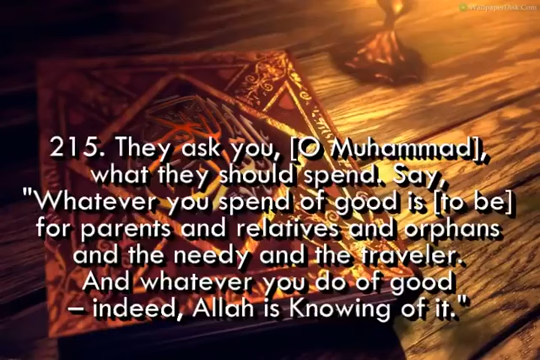 WallpaperDisk.Com
215. They ask you, [O Muhammad],
what they should spend. Say,
"Whatever you spend of good is [to be]
for parents and relatives and orphans
and the needy and the traveler.
And whatever you do of good
– indeed, Allah is Knowing of it."